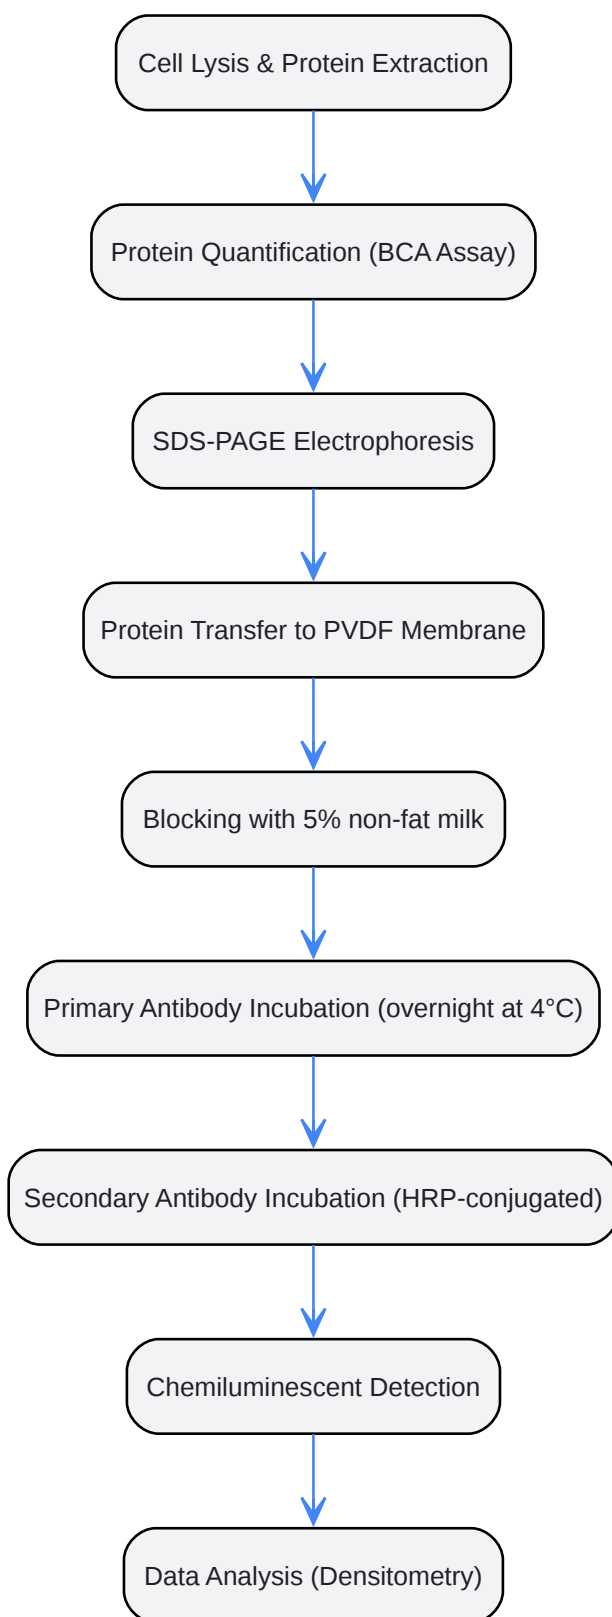 Cell Lysis & Protein Extraction
Protein Quantification (BCA Assay)
SDS-PAGE Electrophoresis
Protein Transfer to PVDF Membrane
Blocking with 5% non-fat milk
Primary Antibody Incubation (overnight at 4°C)
Secondary Antibody Incubation (HRP-conjugated)
Chemiluminescent Detection
Data Analysis (Densitometry)